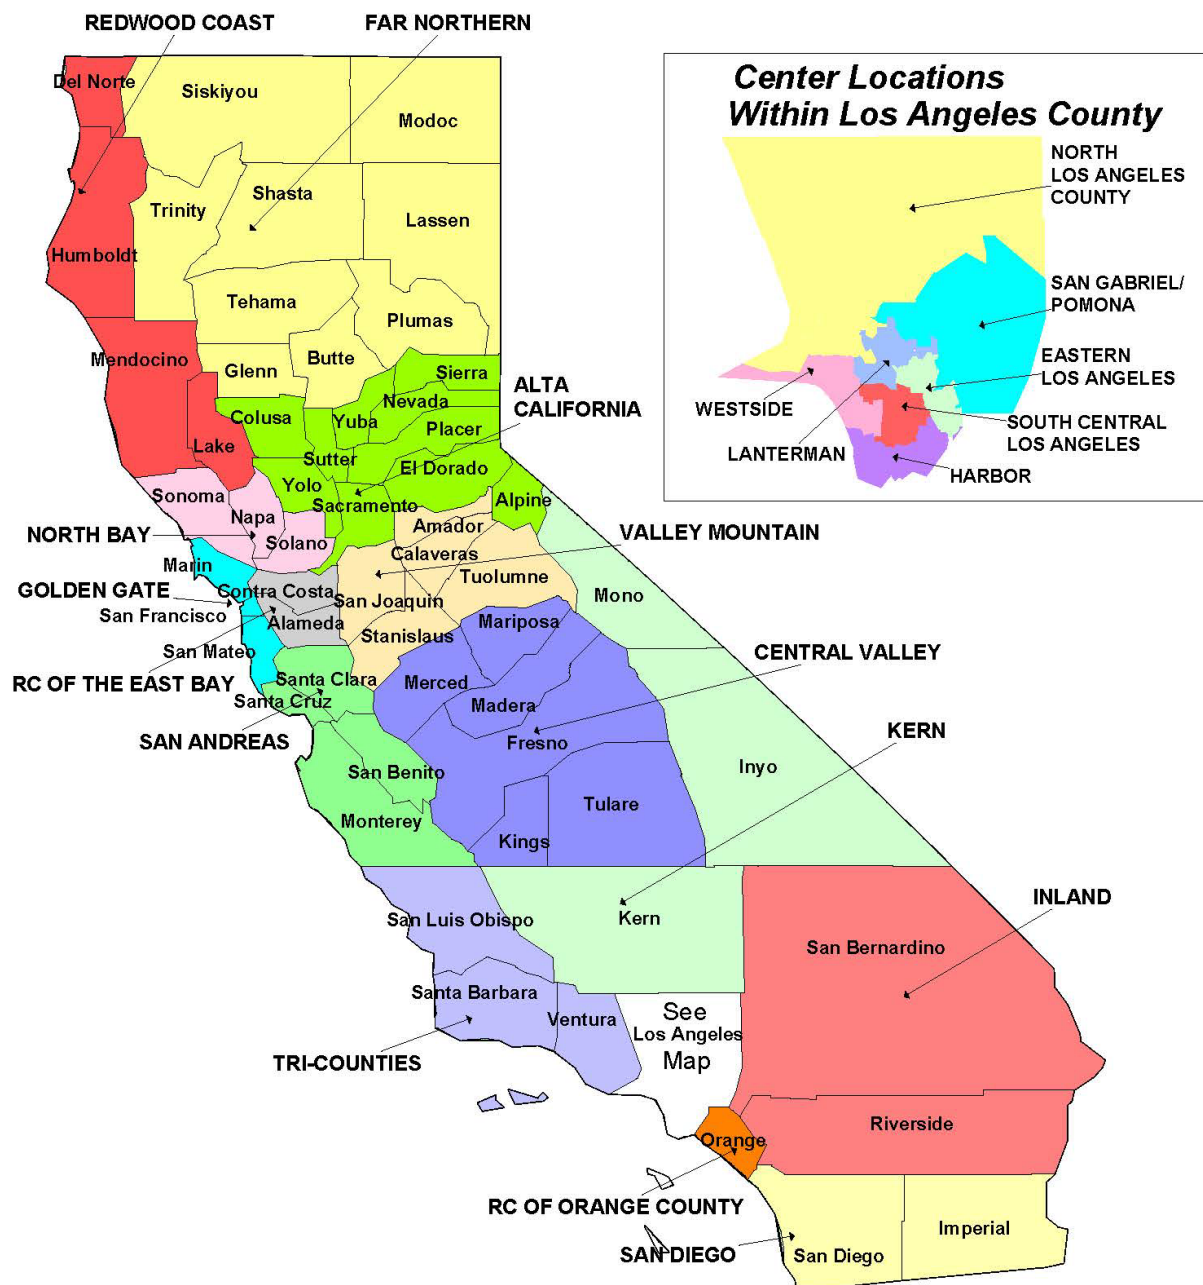 REDWOOD COAST
FAR NORTHERN
Del Norte
Siskiyou
Modoc
Trinity
Shasta
Lassen
Humboldt
Tehama
Plumas
Mendocino
Glenn
Butte
Sierra
Colusa
Yuba
Nevada
Placer
ALTA
CALIFORNIA
Lake
Sutter
El Dorado
Sonoma
Yolo
Sacramento
Alpine
Napa
Amador
NORTH BAY
Solano
Calaveras
VALLEY MOUNTAIN
Marin
Tuolumne
GOLDEN GATE
Contra Costa
San Joaquin
Mono
San Francisco
Alameda
Stanislaus
Mariposa
San Mateo
CENTRAL VALLEY
RC OF THE EAST BAY
Santa Clara
Merced
Santa Cruz
Madera
SAN ANDREAS
Fresno
KERN
San Benito
Inyo
Monterey
Tulare
Kings
INLAND
San Luis Obispo
Kern
San Bernardino
Santa Barbara
Ventura
See
Los Angeles
Map
TRI-COUNTIES
Orange
Riverside
RC OF ORANGE COUNTY
SAN DIEGO
San Diego
Imperial
Center Locations
Within Los Angeles County
NORTH
LOS ANGELES
COUNTY
SAN GABRIEL/
POMONA
EASTERN
LOS ANGELES
WESTSIDE
LANTERMAN
SOUTH CENTRAL
LOS ANGELES
HARBOR